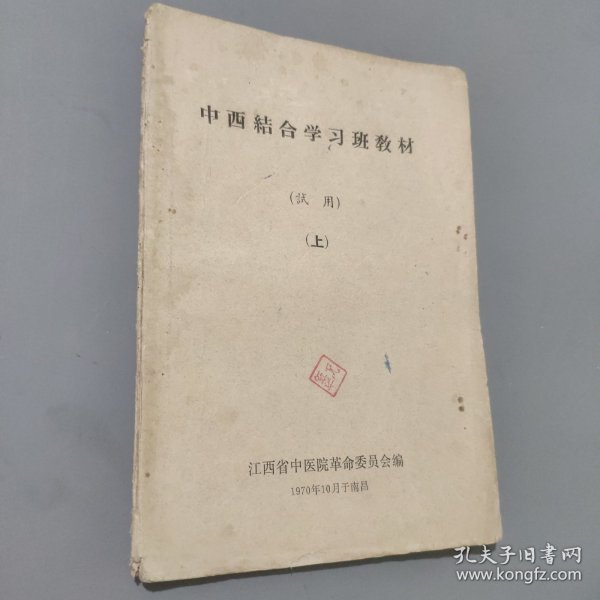 中西結合学习班教材
(試用)
(上)
江西省中医院革命委员会編
1970年10月于南昌
孔夫子旧书网
www.kongfz.com